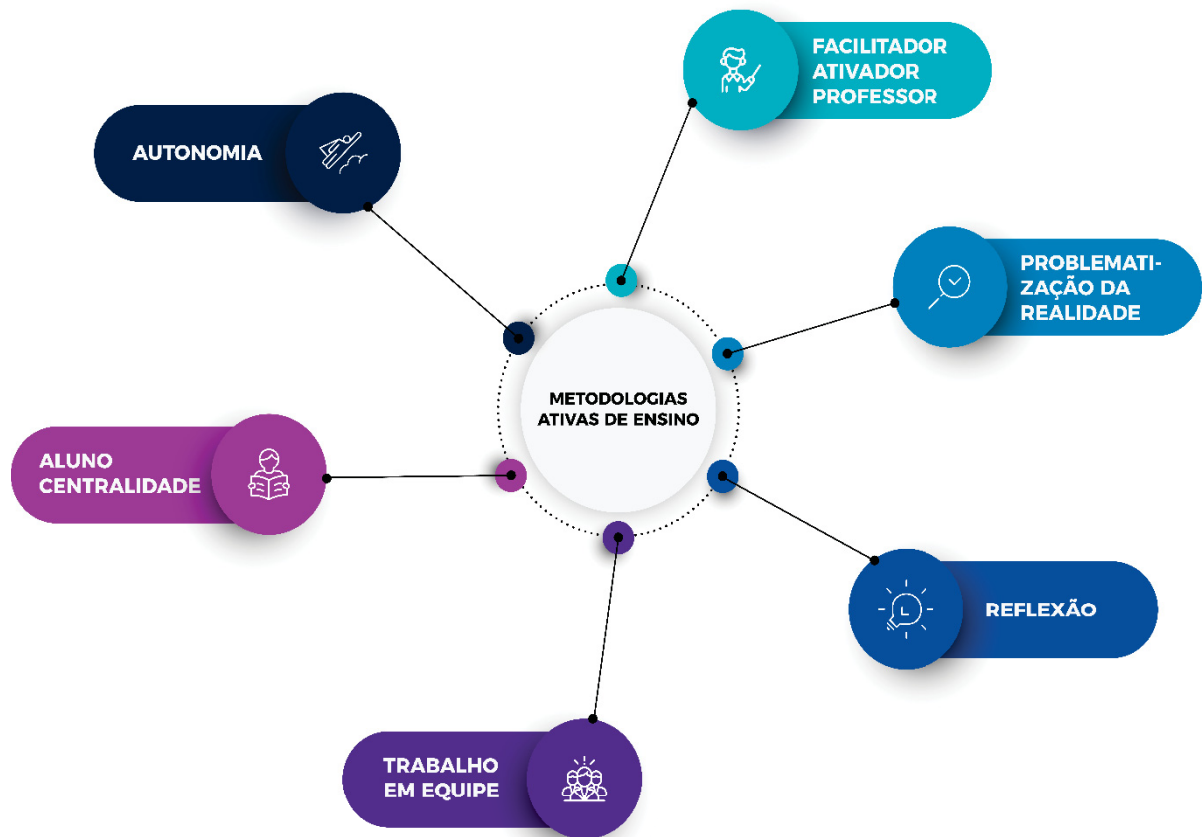 FACILITADOR
ATIVADOR
PROFESSOR
AUTONOMIA
PROBLEMATI-
ZAÇÃO DA
REALIDADE
METODOLOGIAS
ATIVAS DE ENSINO
ALUNO
CENTRALIDADE
REFLEXÃO
TRABALHO
EM EQUIPE